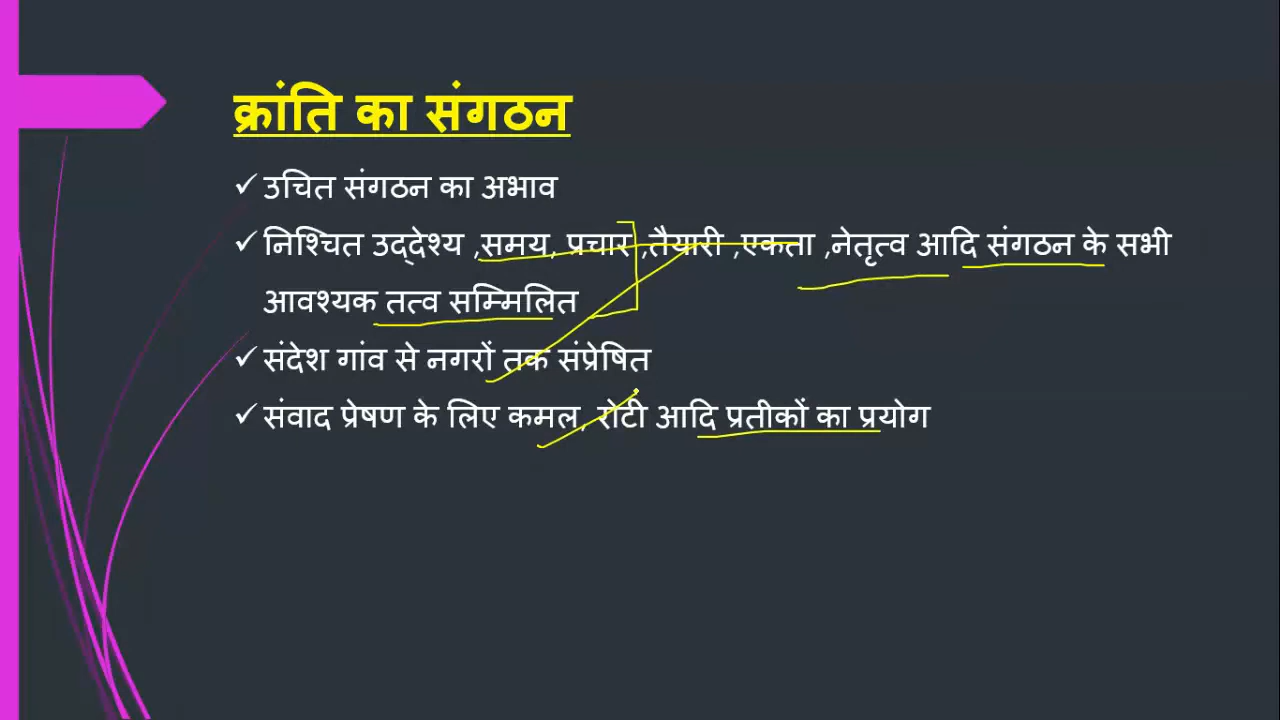 क्रांति का संगठन
✓ उचित संगठन का अभाव
✓ निश्चित उद्देश्य ,समय, प्रचार ,तैयारी ,एकता ,नेतृत्व आदि संगठन के सभी
आवश्यक तत्व सम्मिलित
✓ संदेश गांव से नगरों तक संप्रेषित
✓ संवाद प्रेषण के लिए कमल, रोटी आदि प्रतीकों का प्रयोग